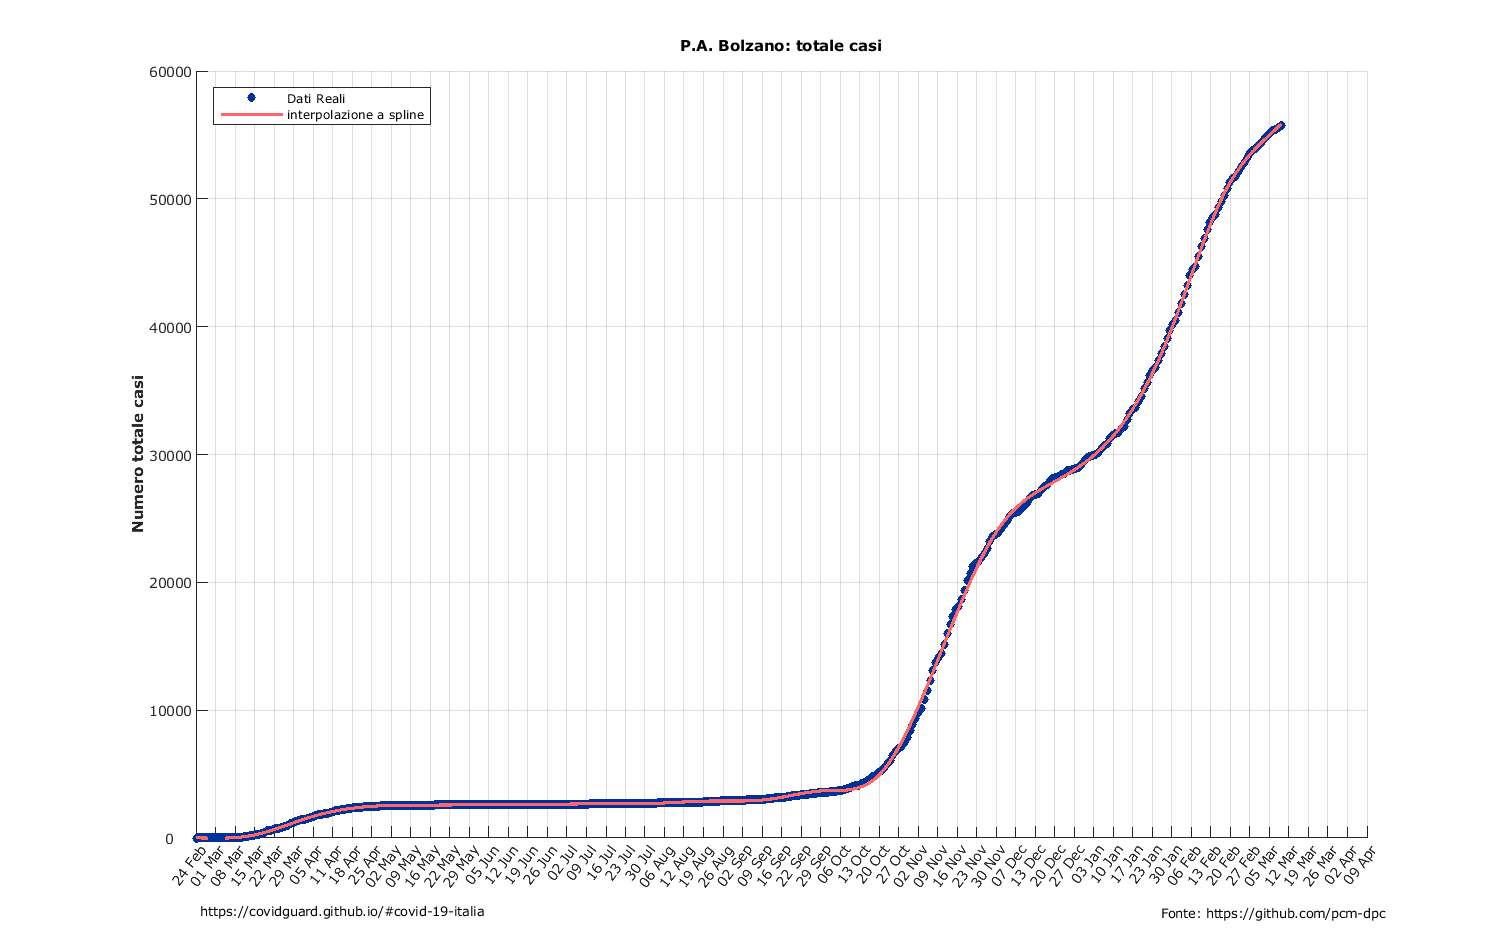 P.A. Bolzano: totale casi
Dati Reali
interpolazione a spline
Numero totale casi
60000
50000
40000
30000
20000
10000
0
24 Feb
01 Mar
08 Mar
15 Mar
22 Mar
29 Mar
05 Apr
11 Apr
18 Apr
25 Apr
02 May
09 May
16 May
22 May
29 May
05 Jun
12 Jun
19 Jun
26 Jun
02 Jul
09 Jul
16 Jul
23 Jul
30 Jul
06 Aug
12 Aug
19 Aug
26 Aug
02 Sep
09 Sep
16 Sep
22 Sep
29 Sep
06 Oct
13 Oct
20 Oct
27 Oct
02 Nov
09 Nov
16 Nov
23 Nov
30 Nov
07 Dec
13 Dec
20 Dec
27 Dec
03 Jan
10 Jan
17 Jan
23 Jan
30 Jan
06 Feb
13 Feb
20 Feb
27 Feb
05 Mar
12 Mar
19 Mar
26 Mar
02 Apr
09 Apr
https://covidguard.github.io/#covid-19-italia
Fonte: https://github.com/pcm-dpc